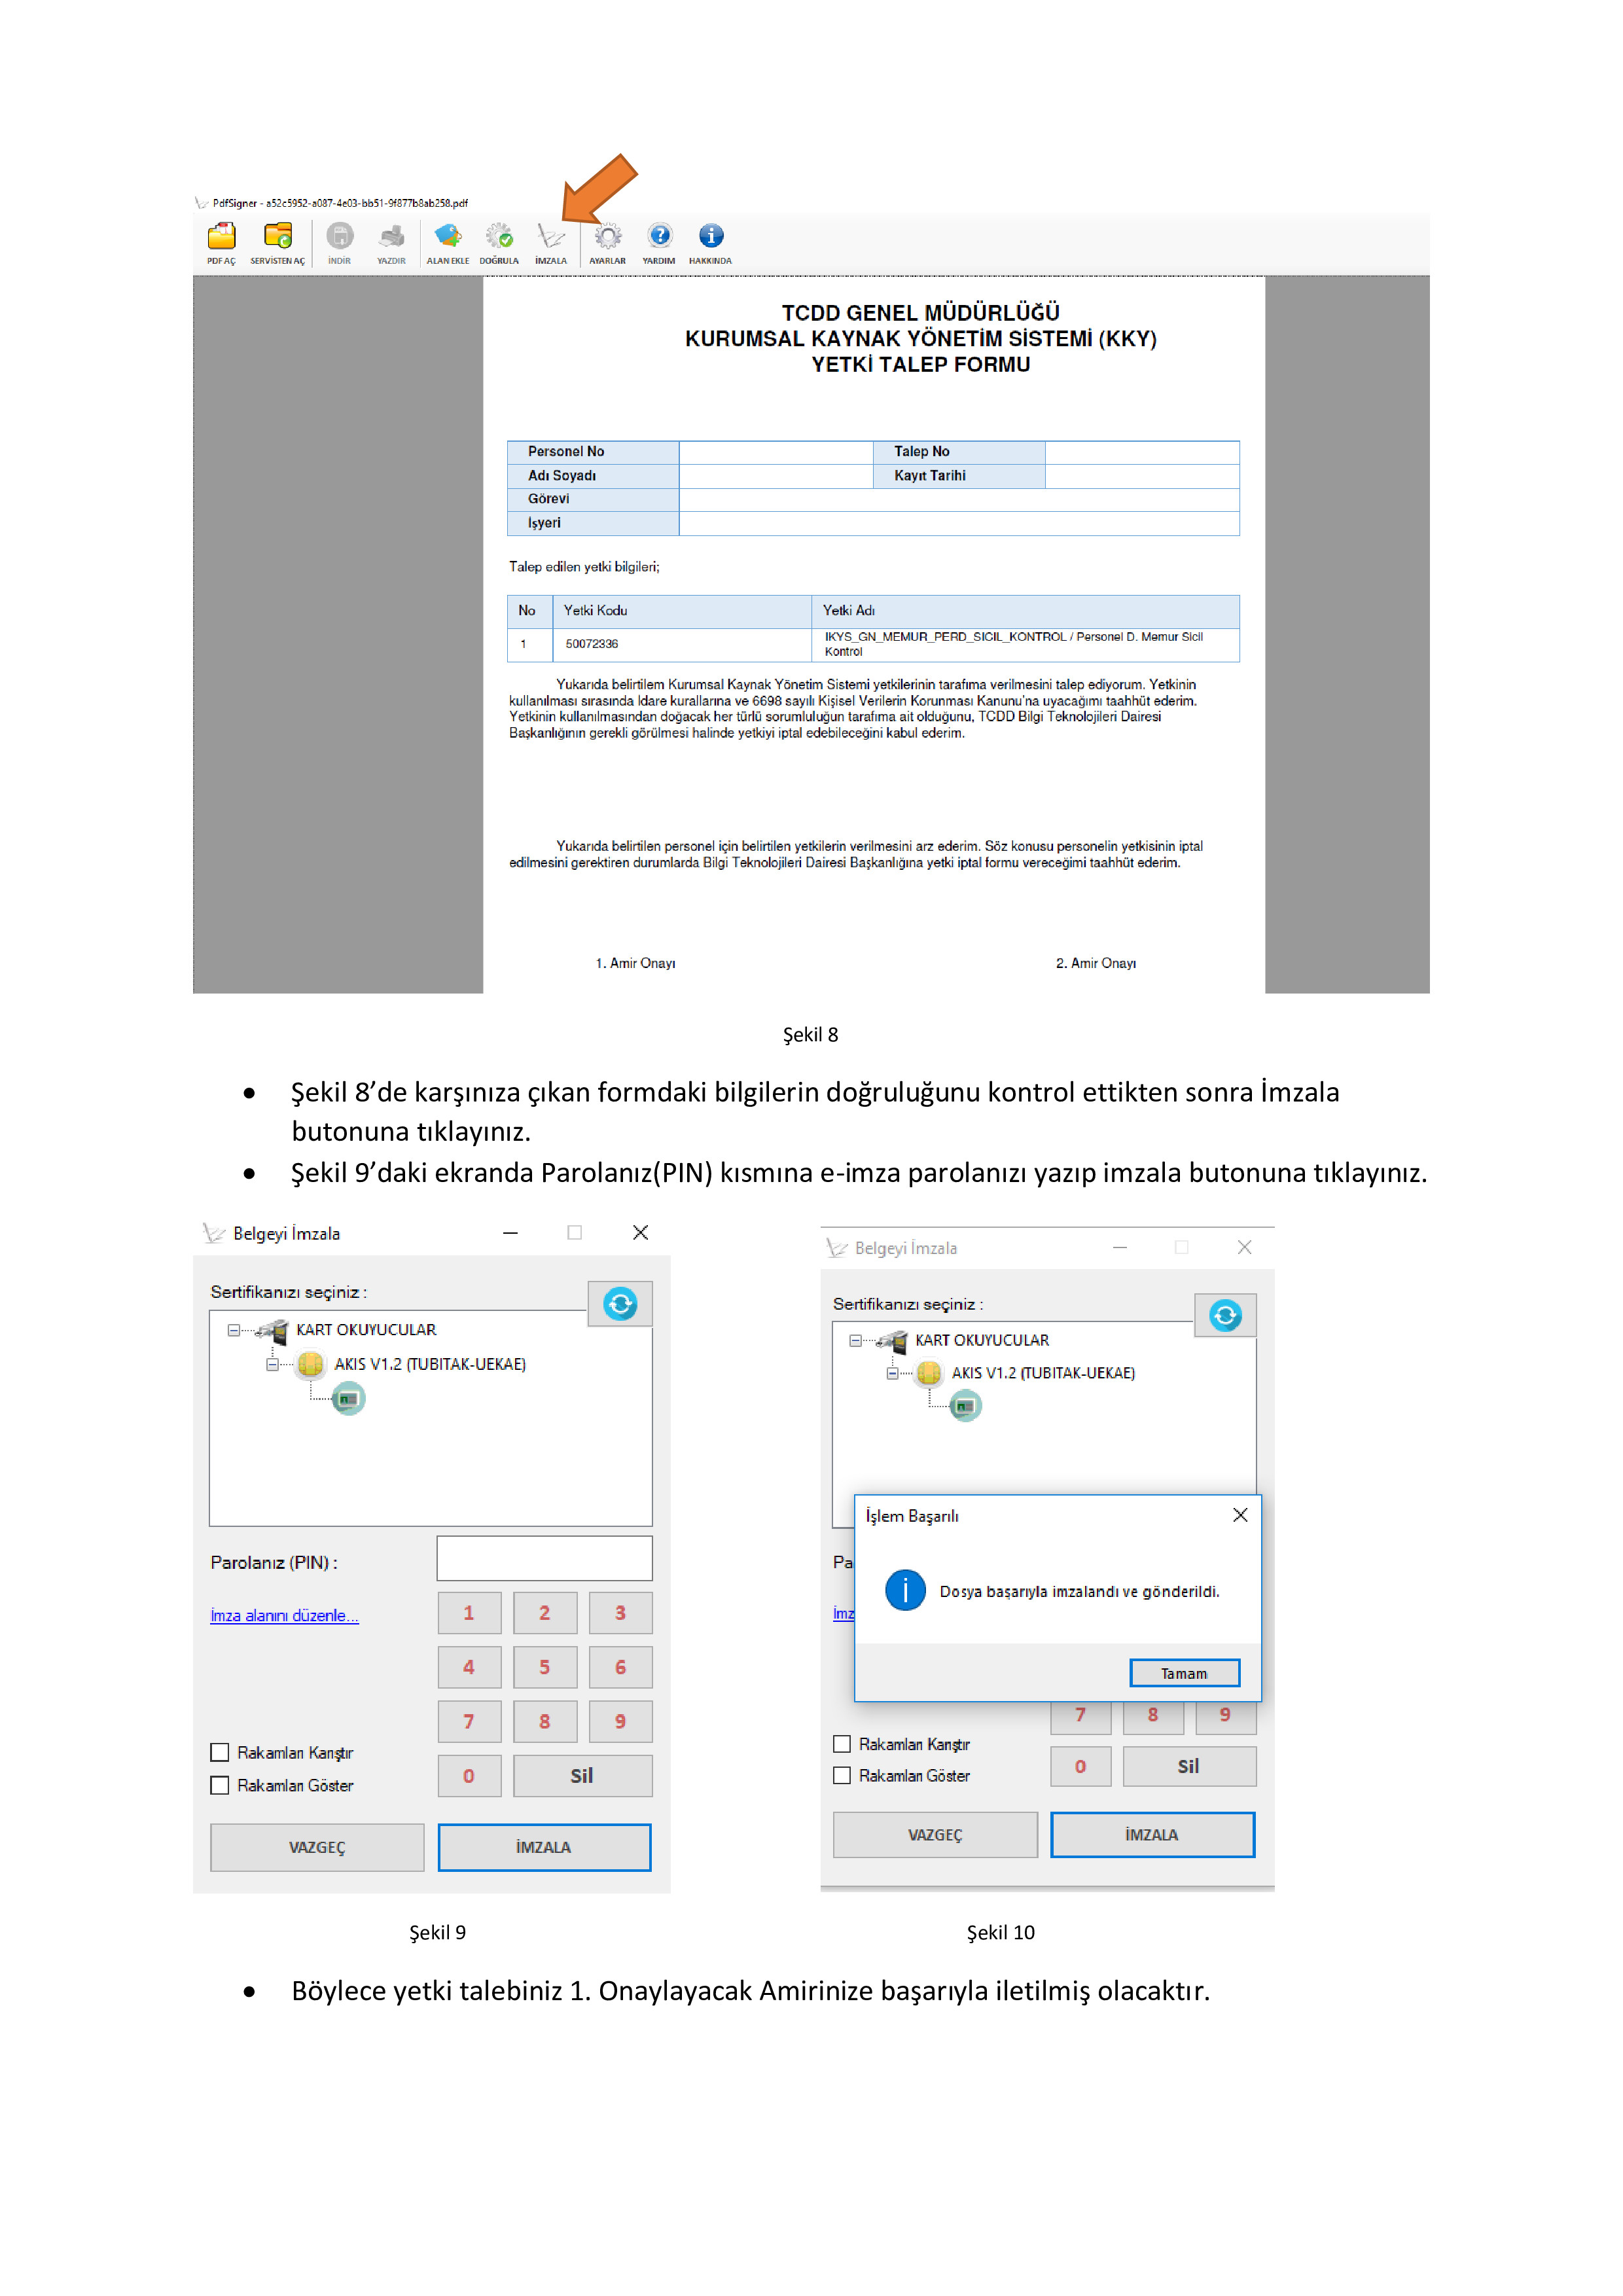 PdfSigner - a52c5952-a087-4e03-bb51-9f877b8ab258.pdf
PDF AÇ SERVİSTEN AÇ İNDİR YAZDIR ALAN EKLE DOĞRULA İMZALA AYARLAR YARDIM HAKKINDA
TCDD GENEL MÜDÜRLÜĞÜ
KURUMSAL KAYNAK YÖNETİM SİSTEMİ (KKY)
YETKİ TALEP FORMU
Personel No Talep No
Adı Soyadı Kayıt Tarihi
Görevi
İşyeri
Talep edilen yetki bilgileri;
No Yetki Kodu Yetki Adı
1 50072336 IKYS_GN_MEMUR_PERD_SICIL_KONTROL / Personel D. Memur Sicil
Kontrol
Yukarıda belirtilem Kurumsal Kaynak Yönetim Sistemi yetkilerinin tarafıma verilmesini talep ediyorum. Yetkinin
kullanılması sırasında Idare kurallarına ve 6698 sayılı Kişisel Verilerin Korunması Kanunu'na uyacağımı taahhüt ederim.
Yetkinin kullanılmasından doğacak her türlü sorumluluğun tarafıma ait olduğunu, TCDD Bilgi Teknolojileri Dairesi
Başkanlığının gerekli görülmesi halinde yetkiyi iptal edebileceğini kabul ederim.
Yukarıda belirtilen personel için belirtilen yetkilerin verilmesini arz ederim. Söz konusu personelin yetkisinin iptal
edilmesini gerektiren durumlarda Bilgi Teknolojileri Dairesi Başkanlığına yetki iptal formu vereceğimi taahhüt ederim.
1. Amir Onayı 2. Amir Onayı
Şekil 8
• Şekil 8’de karşınıza çıkan formdaki bilgilerin doğruluğunu kontrol ettikten sonra İmzala
butonuna tıklayınız.
• Şekil 9’daki ekranda Parolanız(PIN) kısmına e-imza parolanızı yazıp imzala butonuna tıklayınız.
Belgeyi İmzala
Sertifikanızı seçiniz :
KART OKUYUCULAR
AKIS V1.2 (TUBITAK-UEKAE)
Parolanız (PIN) :
İmza alanını düzenle...
1 2 3
4 5 6
7 8 9
Rakamları Karıştır
Rakamları Göster
0 Sil
VAZGEÇ İMZALA
Şekil 9
Belgeyi İmzala
Sertifikanızı seçiniz :
KART OKUYUCULAR
AKIS V1.2 (TUBITAK-UEKAE)
İşlem Başarılı
Pa
Dosya başarıyla imzalandı ve gönderildi.
İmz
Tamam
7 8 9
Rakamları Karıştır
Rakamları Göster
0 Sil
VAZGEÇ İMZALA
Şekil 10
• Böylece yetki talebiniz 1. Onaylayacak Amirinize başarıyla iletilmiş olacaktır.